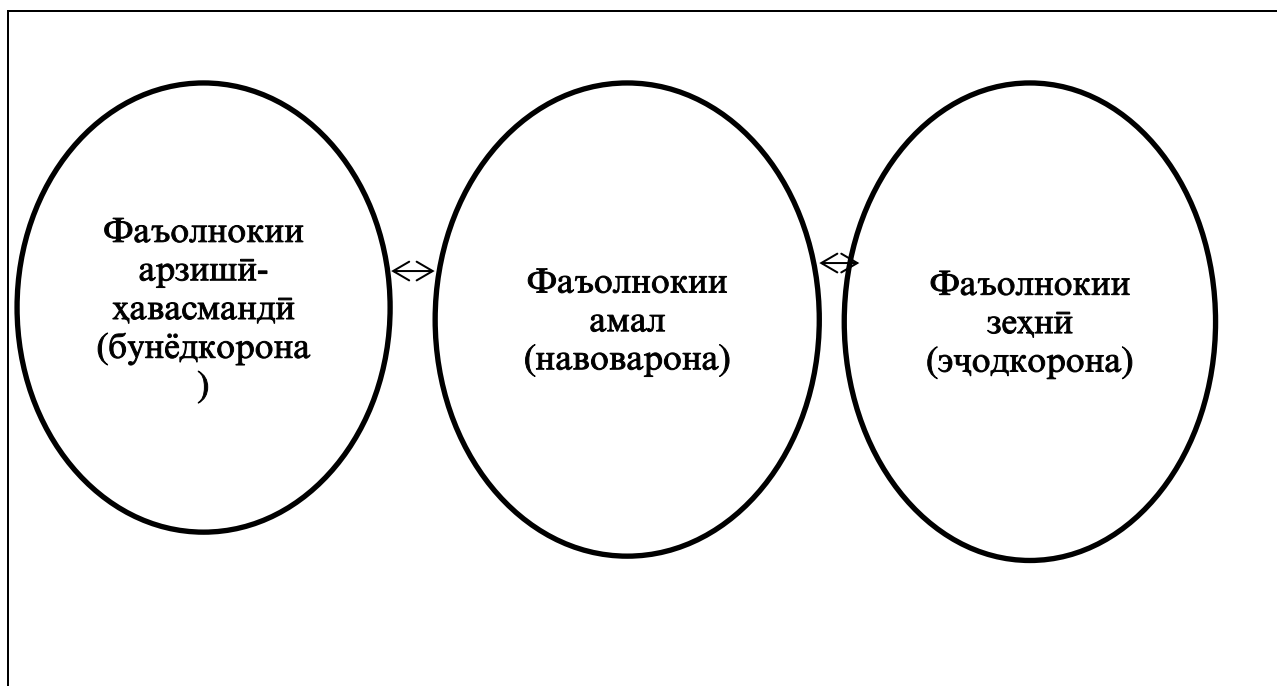 Фаъолнокии
арзишӣ-
ҳавасмандӣ
(бунёдкорона
)
Фаъолнокии
амал
(навоварона)
Фаъолнокии
зеҳнӣ
(эҷодкорона)